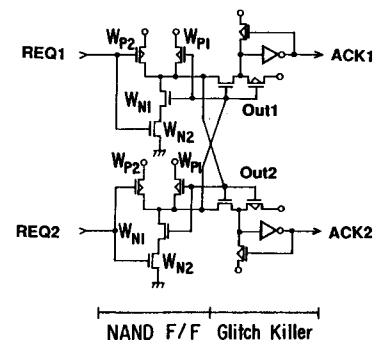 W_P2 W_P1
REQ1 ACK1
W_N1
Out1
W_N2
W_P2 W_P1
Out2
REQ2 W_N1 ACK2
W_N2
NAND F/F Glitch Killer